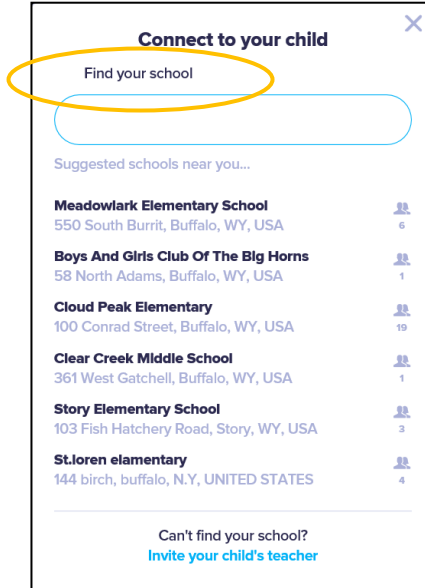 Connect to your child
Find your school
Suggested schools near you...
Meadowlark Elementary School
550 South Burrit, Buffalo, WY, USA
6
Boys And Girls Club Of The Big Horns
58 North Adams, Buffalo, WY, USA
1
Cloud Peak Elementary
100 Conrad Street, Buffalo, WY, USA
19
Clear Creek Middle School
361 West Gatchell, Buffalo, WY, USA
1
Story Elementary School
103 Fish Hatchery Road, Story, WY, USA
3
St.loren elamentary
144 birch, buffalo, N.Y, UNITED STATES
4
Can't find your school?
Invite your child's teacher